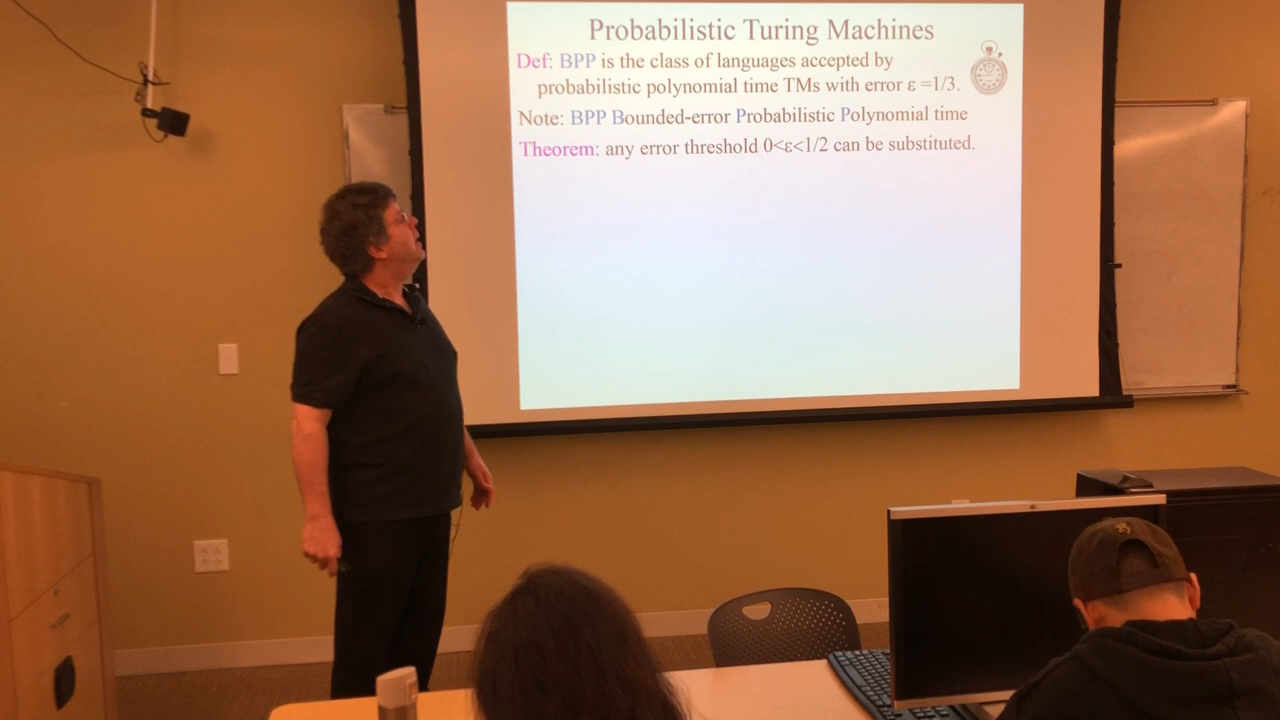 Probabilistic Turing Machines
Def: BPP is the class of languages accepted by
probabilistic polynomial time TMs with error ε =1/3.
Note: BPP Bounded-error Probabilistic Polynomial time
Theorem: any error threshold 0<ε<1/2 can be substituted.